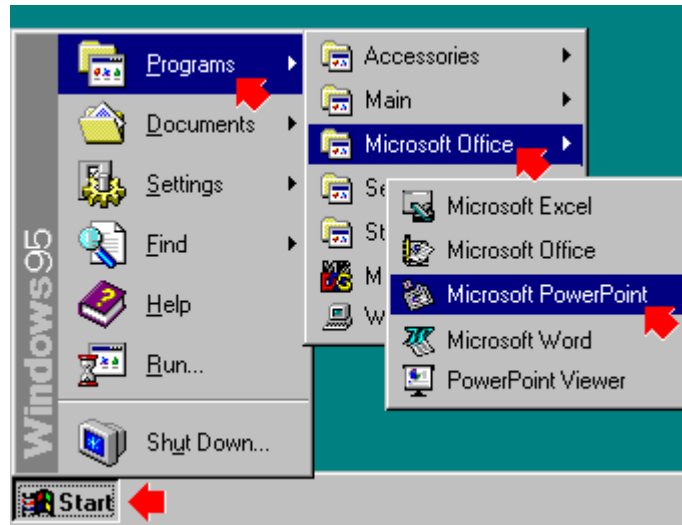 Programs
Documents
Settings
Find
Help
Run...
Shut Down...
Windows95
Start
Accessories
Main
Microsoft Office
Microsoft Excel
Microsoft Office
Microsoft PowerPoint
Microsoft Word
PowerPoint Viewer